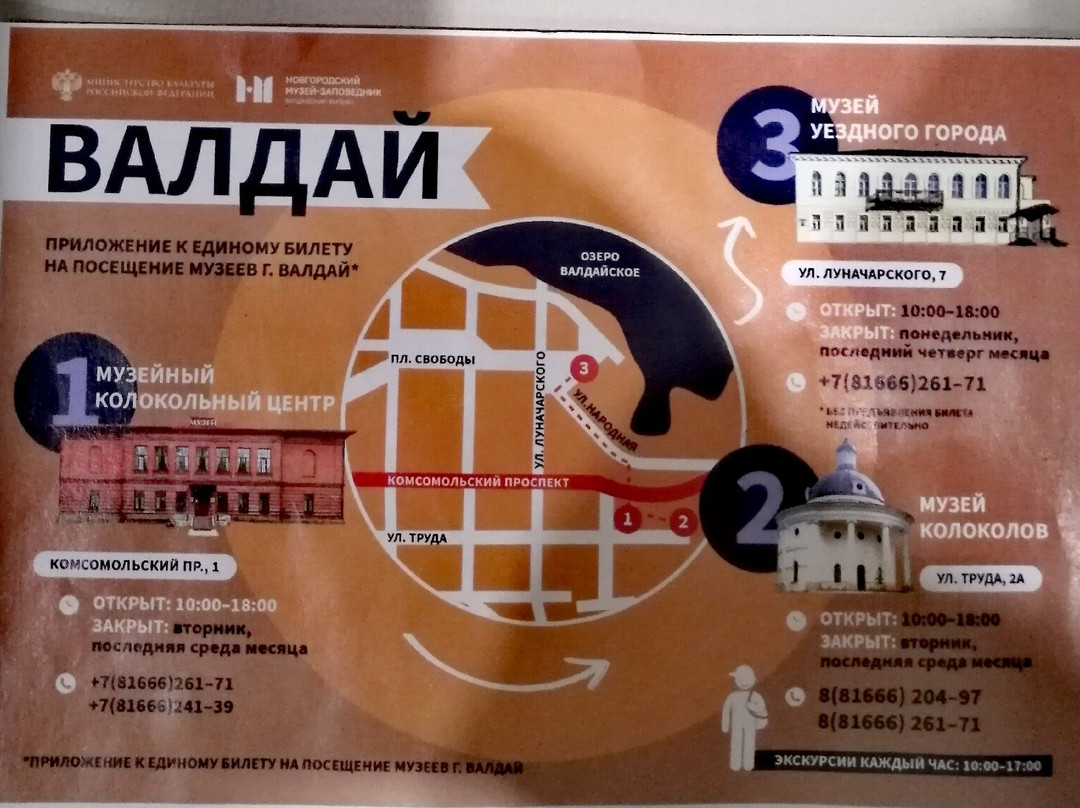 МИНИСТЕРСТВО КУЛЬТУРЫ
РОССИЙСКОЙ ФЕДЕРАЦИИ
НОВГОРОДСКИЙ
МУЗЕЙ-ЗАПОВЕДНИК
ВАЛДАЙ
ПРИЛОЖЕНИЕ К ЕДИНОМУ БИЛЕТУ
НА ПОСЕЩЕНИЕ МУЗЕЕВ Г. ВАЛДАЙ*
1
МУЗЕЙНЫЙ
КОЛОКОЛЬНЫЙ ЦЕНТР
МУЗЕЙ
КОМСОМОЛЬСКИЙ ПР., 1
ОТКРЫТ: 10:00–18:00
ЗАКРЫТ: вторник,
последняя среда месяца
+7(81666)261–71
+7(81666)241–39
ОЗЕРО
ВАЛДАЙСКОЕ
ПЛ. СВОБОДЫ
УЛ. ЛУНАЧАРСКОГО
3
УЛ.НАРОДНАЯ
КОМСОМОЛЬСКИЙ ПРОСПЕКТ
1
2
УЛ. ТРУДА
3
МУЗЕЙ
УЕЗДНОГО ГОРОДА
УЛ. ЛУНАЧАРСКОГО, 7
ОТКРЫТ: 10:00–18:00
ЗАКРЫТ: понедельник,
последний четверг месяца
+7(81666)261–71
* БЕЗ ПРЕДЪЯВЛЕНИЯ БИЛЕТА
НЕДЕЙСТВИТЕЛЬНО
2
МУЗЕЙ
КОЛОКОЛОВ
УЛ. ТРУДА, 2А
ОТКРЫТ: 10:00–18:00
ЗАКРЫТ: вторник,
последняя среда месяца
8(81666) 204–97
8(81666) 261–71
ЭКСКУРСИИ КАЖДЫЙ ЧАС: 10:00–17:00
*ПРИЛОЖЕНИЕ К ЕДИНОМУ БИЛЕТУ НА ПОСЕЩЕНИЕ МУЗЕЕВ Г. ВАЛДАЙ